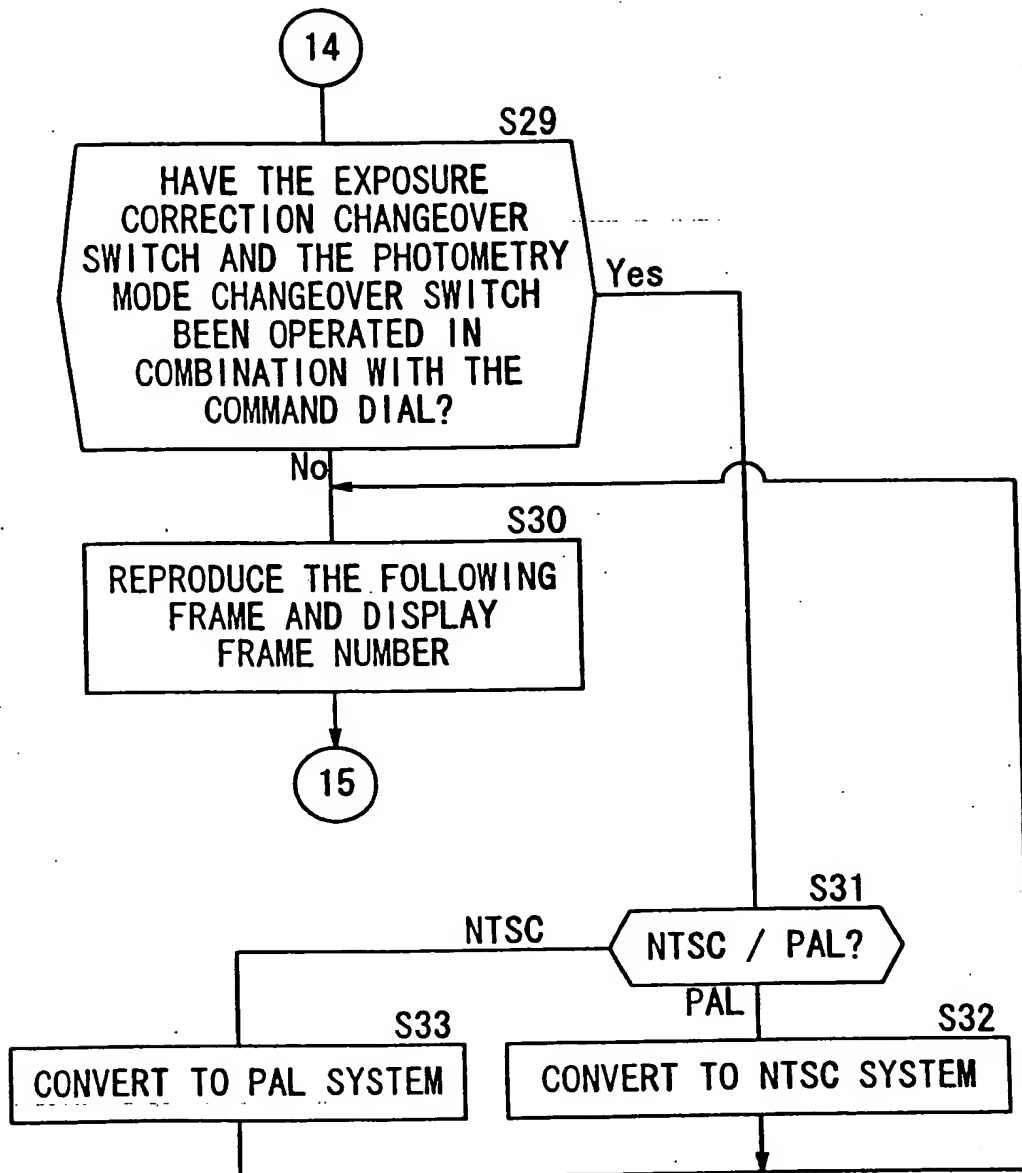 14
S29
HAVE THE EXPOSURE
CORRECTION CHANGEOVER
SWITCH AND THE PHOTOMETRY
MODE CHANGEOVER SWITCH
BEEN OPERATED IN
COMBINATION WITH THE
COMMAND DIAL?
Yes
No
S30
REPRODUCE THE FOLLOWING
FRAME AND DISPLAY
FRAME NUMBER
15
S31
NTSC / PAL?
NTSC
PAL
S33
CONVERT TO PAL SYSTEM
S32
CONVERT TO NTSC SYSTEM